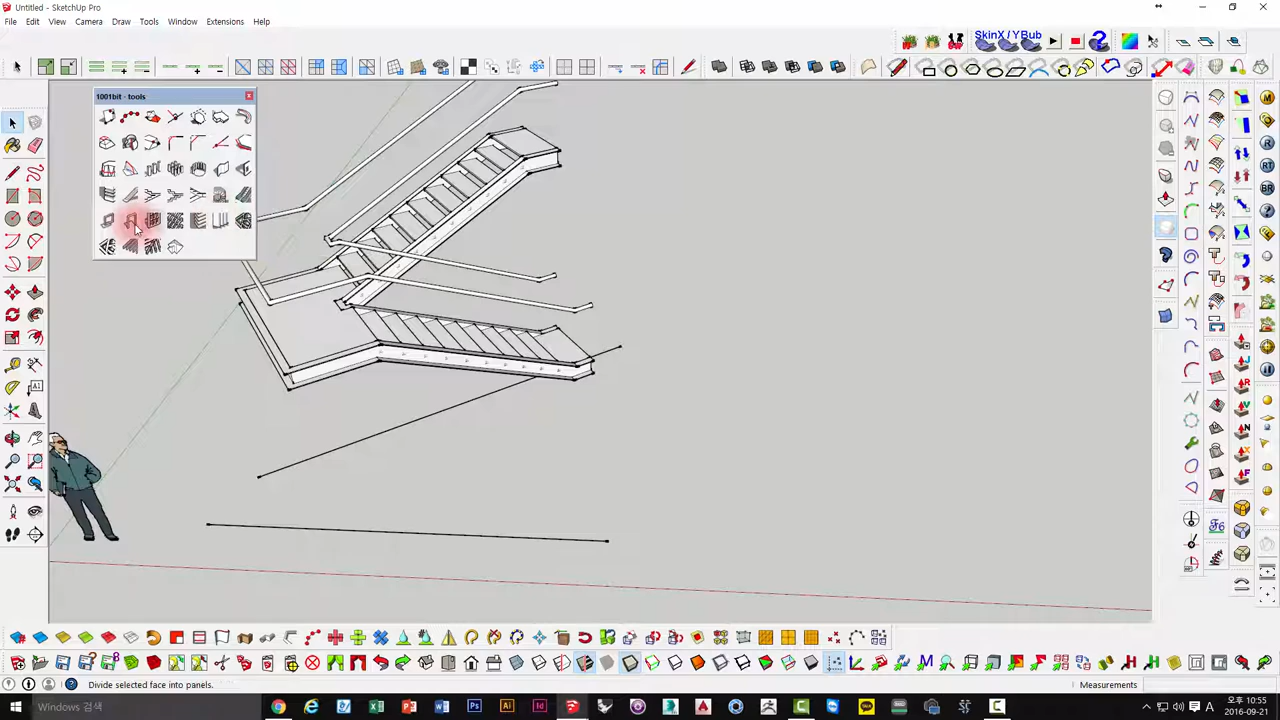 Untitled - SketchUp Pro
File Edit View Camera Draw Tools Window Extensions Help
SkinX / YBub
1001bit - tools
Divide selected face into panels.
Measurements
Windows 검색
오후 10:55
2016-09-21